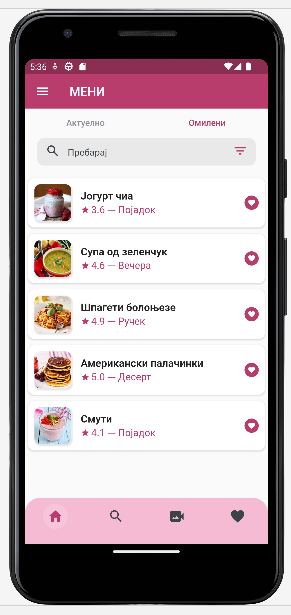 5:36
МЕНИ
Актуелно Омилени
Пребарај
Јогурт чиа
★ 3.6 — Појадок
Супа од зеленчук
★ 4.6 — Вечера
Шпагети болоњезе
★ 4.9 — Ручек
Американски палачинки
★ 5.0 — Десерт
Смути
★ 4.1 — Појадок